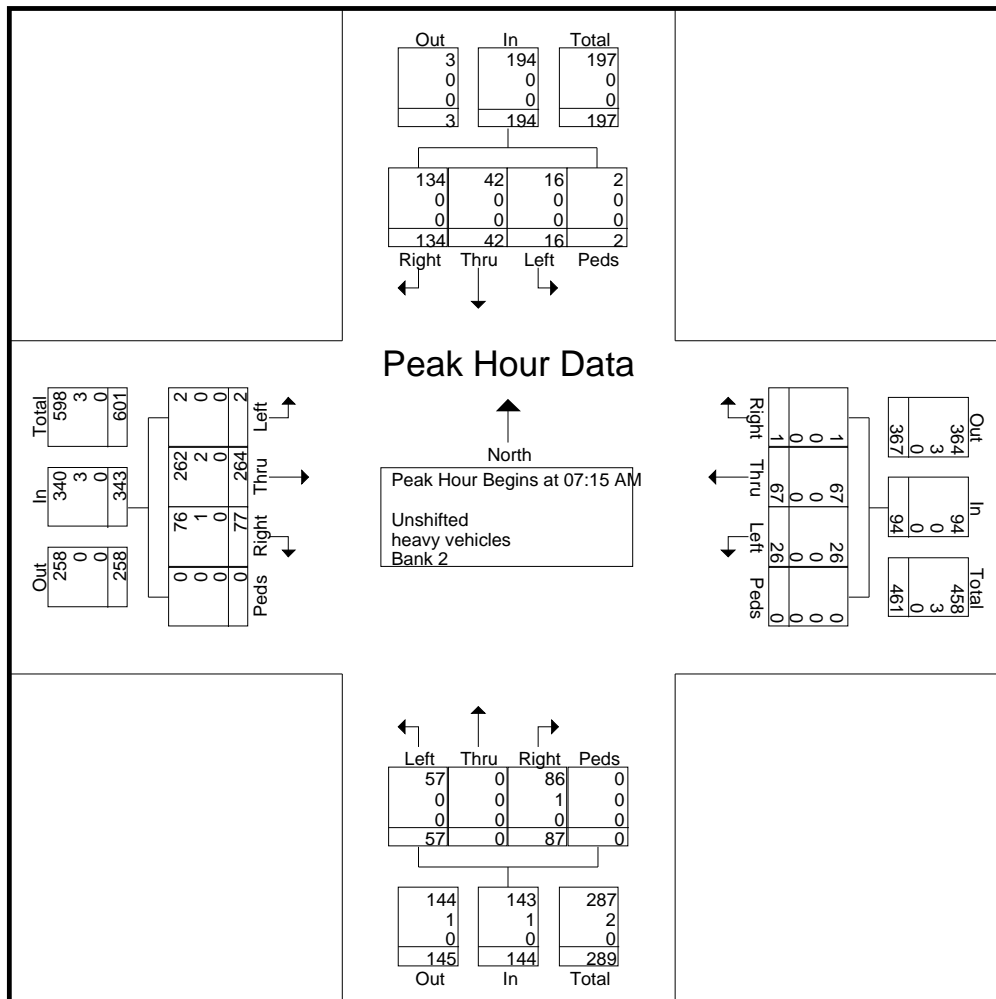 Out In Total
3 194 197
0 0 0
0 0 0
3 194 197
134 42 16 2
0 0 0 0
0 0 0 0
134 42 16 2
Right Thru Left Peds
Peak Hour Data
North
Peak Hour Begins at 07:15 AM
Unshifted
heavy vehicles
Bank 2
Total
598
3
0
601
In
340
3
0
343
Out
258
0
0
258
2 0 0 2 Left
262 2 0 264 Thru
76 1 0 77 Right
0 0 0 0 Peds
Right 1 0 0 1
Thru 67 0 0 67
Left 26 0 0 26
Peds 0 0 0 0
Out
364
3
0
367
In
94
0
0
94
Total
458
3
0
461
Left Thru Right Peds
57 0 86 0
0 0 1 0
0 0 0 0
57 0 87 0
144 143 287
1 1 2
0 0 0
145 144 289
Out In Total